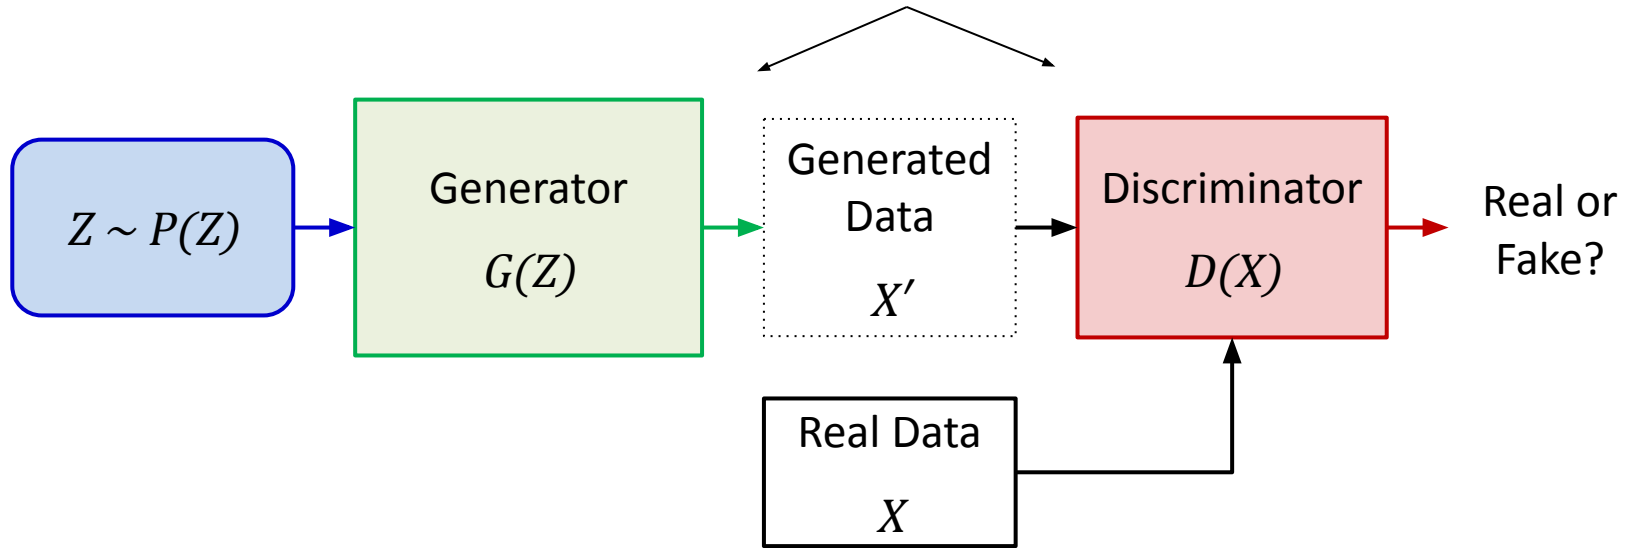 Z ~ P(Z)
Generator
G(Z)
Generated
Data
X′
Discriminator
D(X)
Real or
Fake?
Real Data
X